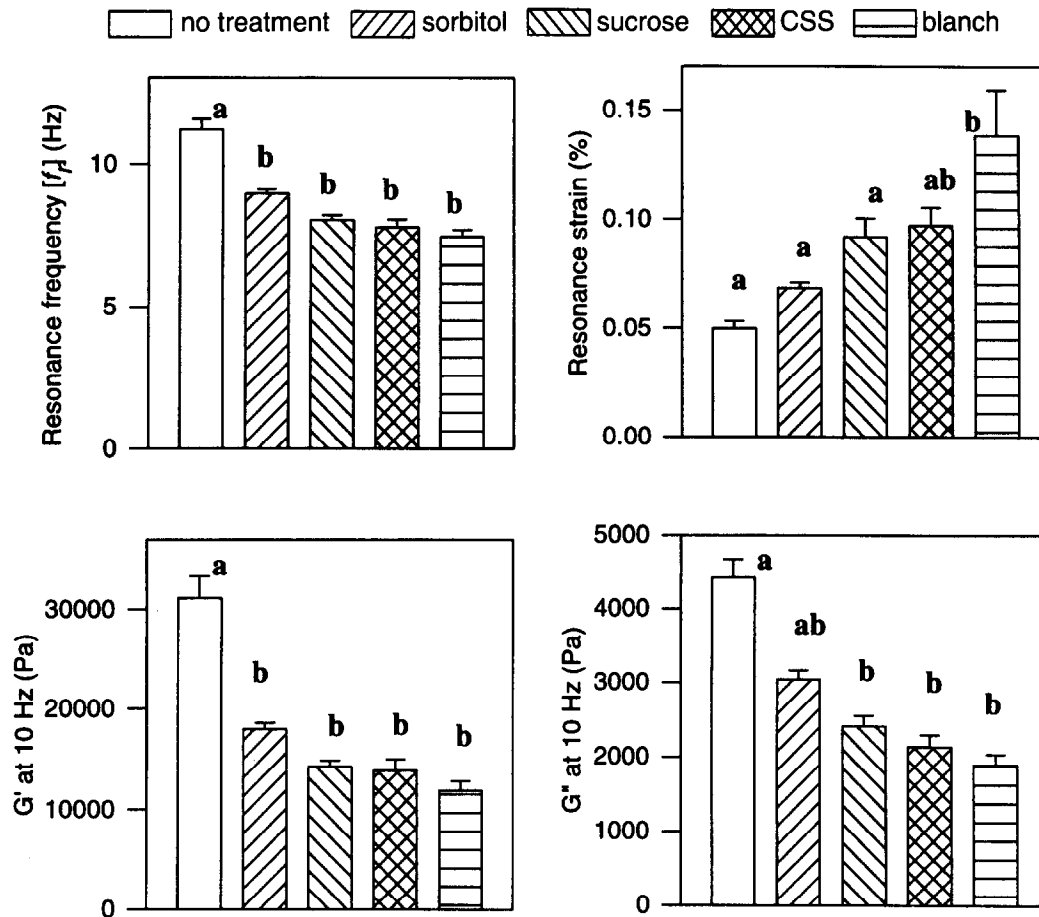 no treatment sorbitol sucrose CSS blanch
Resonance frequency [fr] (Hz)
10
5
0
a
b
b
b
b
Resonance strain (%)
0.15
0.10
0.05
0.00
a
a
a
ab
b
G' at 10 Hz (Pa)
30000
20000
10000
0
a
b
b
b
b
G" at 10 Hz (Pa)
5000
4000
3000
2000
1000
0
a
ab
b
b
b